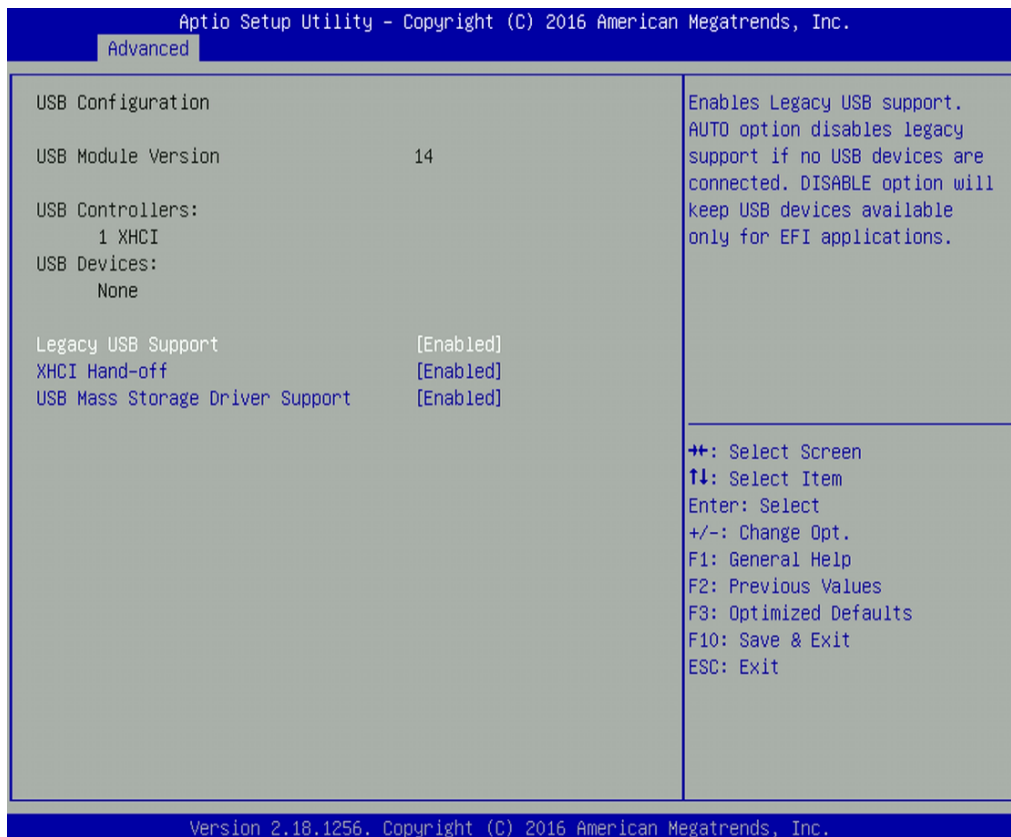 Aptio Setup Utility – Copyright (C) 2016 American Megatrends, Inc.
Advanced
USB Configuration
USB Module Version 14
USB Controllers:
1 XHCI
USB Devices:
None
Legacy USB Support [Enabled]
XHCI Hand-off [Enabled]
USB Mass Storage Driver Support [Enabled]
Enables Legacy USB support.
AUTO option disables legacy
support if no USB devices are
connected. DISABLE option will
keep USB devices available
only for EFI applications.
→←: Select Screen
↑↓: Select Item
Enter: Select
+/-: Change Opt.
F1: General Help
F2: Previous Values
F3: Optimized Defaults
F10: Save & Exit
ESC: Exit
Version 2.18.1256. Copyright (C) 2016 American Megatrends, Inc.